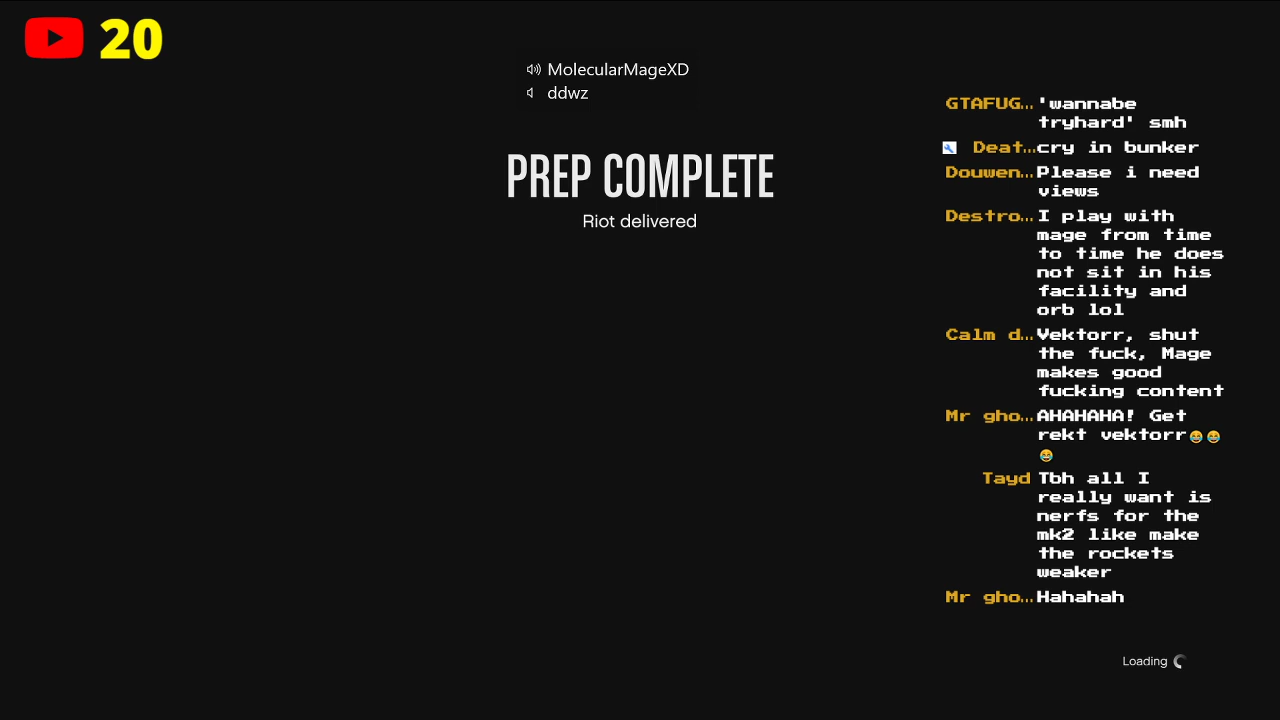 20
MolecularMageXD
ddwz
PREP COMPLETE
Riot delivered
GTAFUG... 'wannabe
tryhard' smh
Deat... cry in bunker
Douwen... Please i need
views
Destro... I play with
mage from time
to time he does
not sit in his
facility and
orb lol
Calm d... Vektorr, shut
the fuck, Mage
makes good
fucking content
Mr gho... AHAHAHA! Get
rekt vektorr😂😂
😂
Tayd Tbh all I
really want is
nerfs for the
mk2 like make
the rockets
weaker
Mr gho... Hahahah
Loading